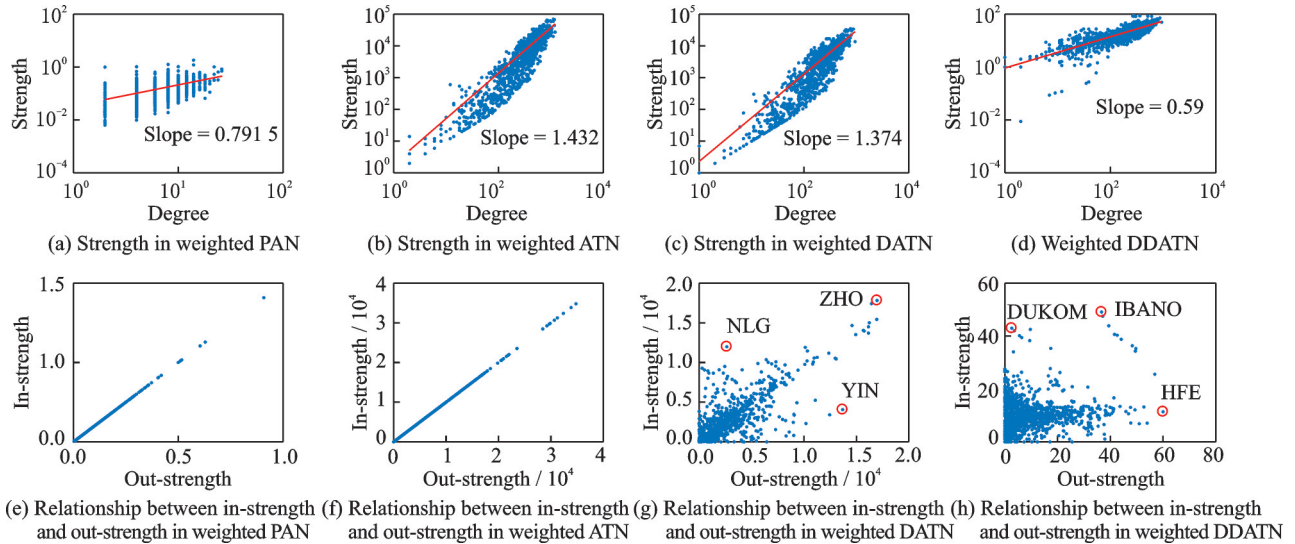 10^5
10^4
10^3
10^2
10^1
10^0
Strength
Slope = 1.432
10^0
10^2
10^4
Degree
(b) Strength in weighted ATN
10^2
10^0
10^-2
10^-4
Strength
Slope = 0.791 5
10^0
10^1
10^2
Degree
(a) Strength in weighted PAN
10^5
10^4
10^3
10^2
10^1
10^0
Strength
Slope = 1.374
10^0
10^2
10^4
Degree
(c) Strength in weighted DATN
10^2
10^0
10^-2
10^-4
Strength
Slope = 0.59
10^0
10^2
10^4
Degree
(d) Weighted DDATN
1.5
1.0
0.0
In-strength
0.0
0.5
1.0
Out-strength
(e) Relationship between in-strength
and out-strength in weighted PAN
4
3
2
1
0
In-strength / 10^4
0
1
2
3
4
Out-strength / 10^4
(f) Relationship between in-strength
and out-strength in weighted ATN
2.0
1.5
1.0
0.5
0.0
In-strength / 10^4
ZHO
NLG
YIN
0.0
0.5
1.0
1.5
2.0
Out-strength / 10^4
(g) Relationship between in-strength
and out-strength in weighted DATN
60
40
20
10
0
In-strength
DUKOM
IBANO
HFE
0
20
40
60
80
Out-strength
(h) Relationship between in-strength
and out-strength in weighted DDATN